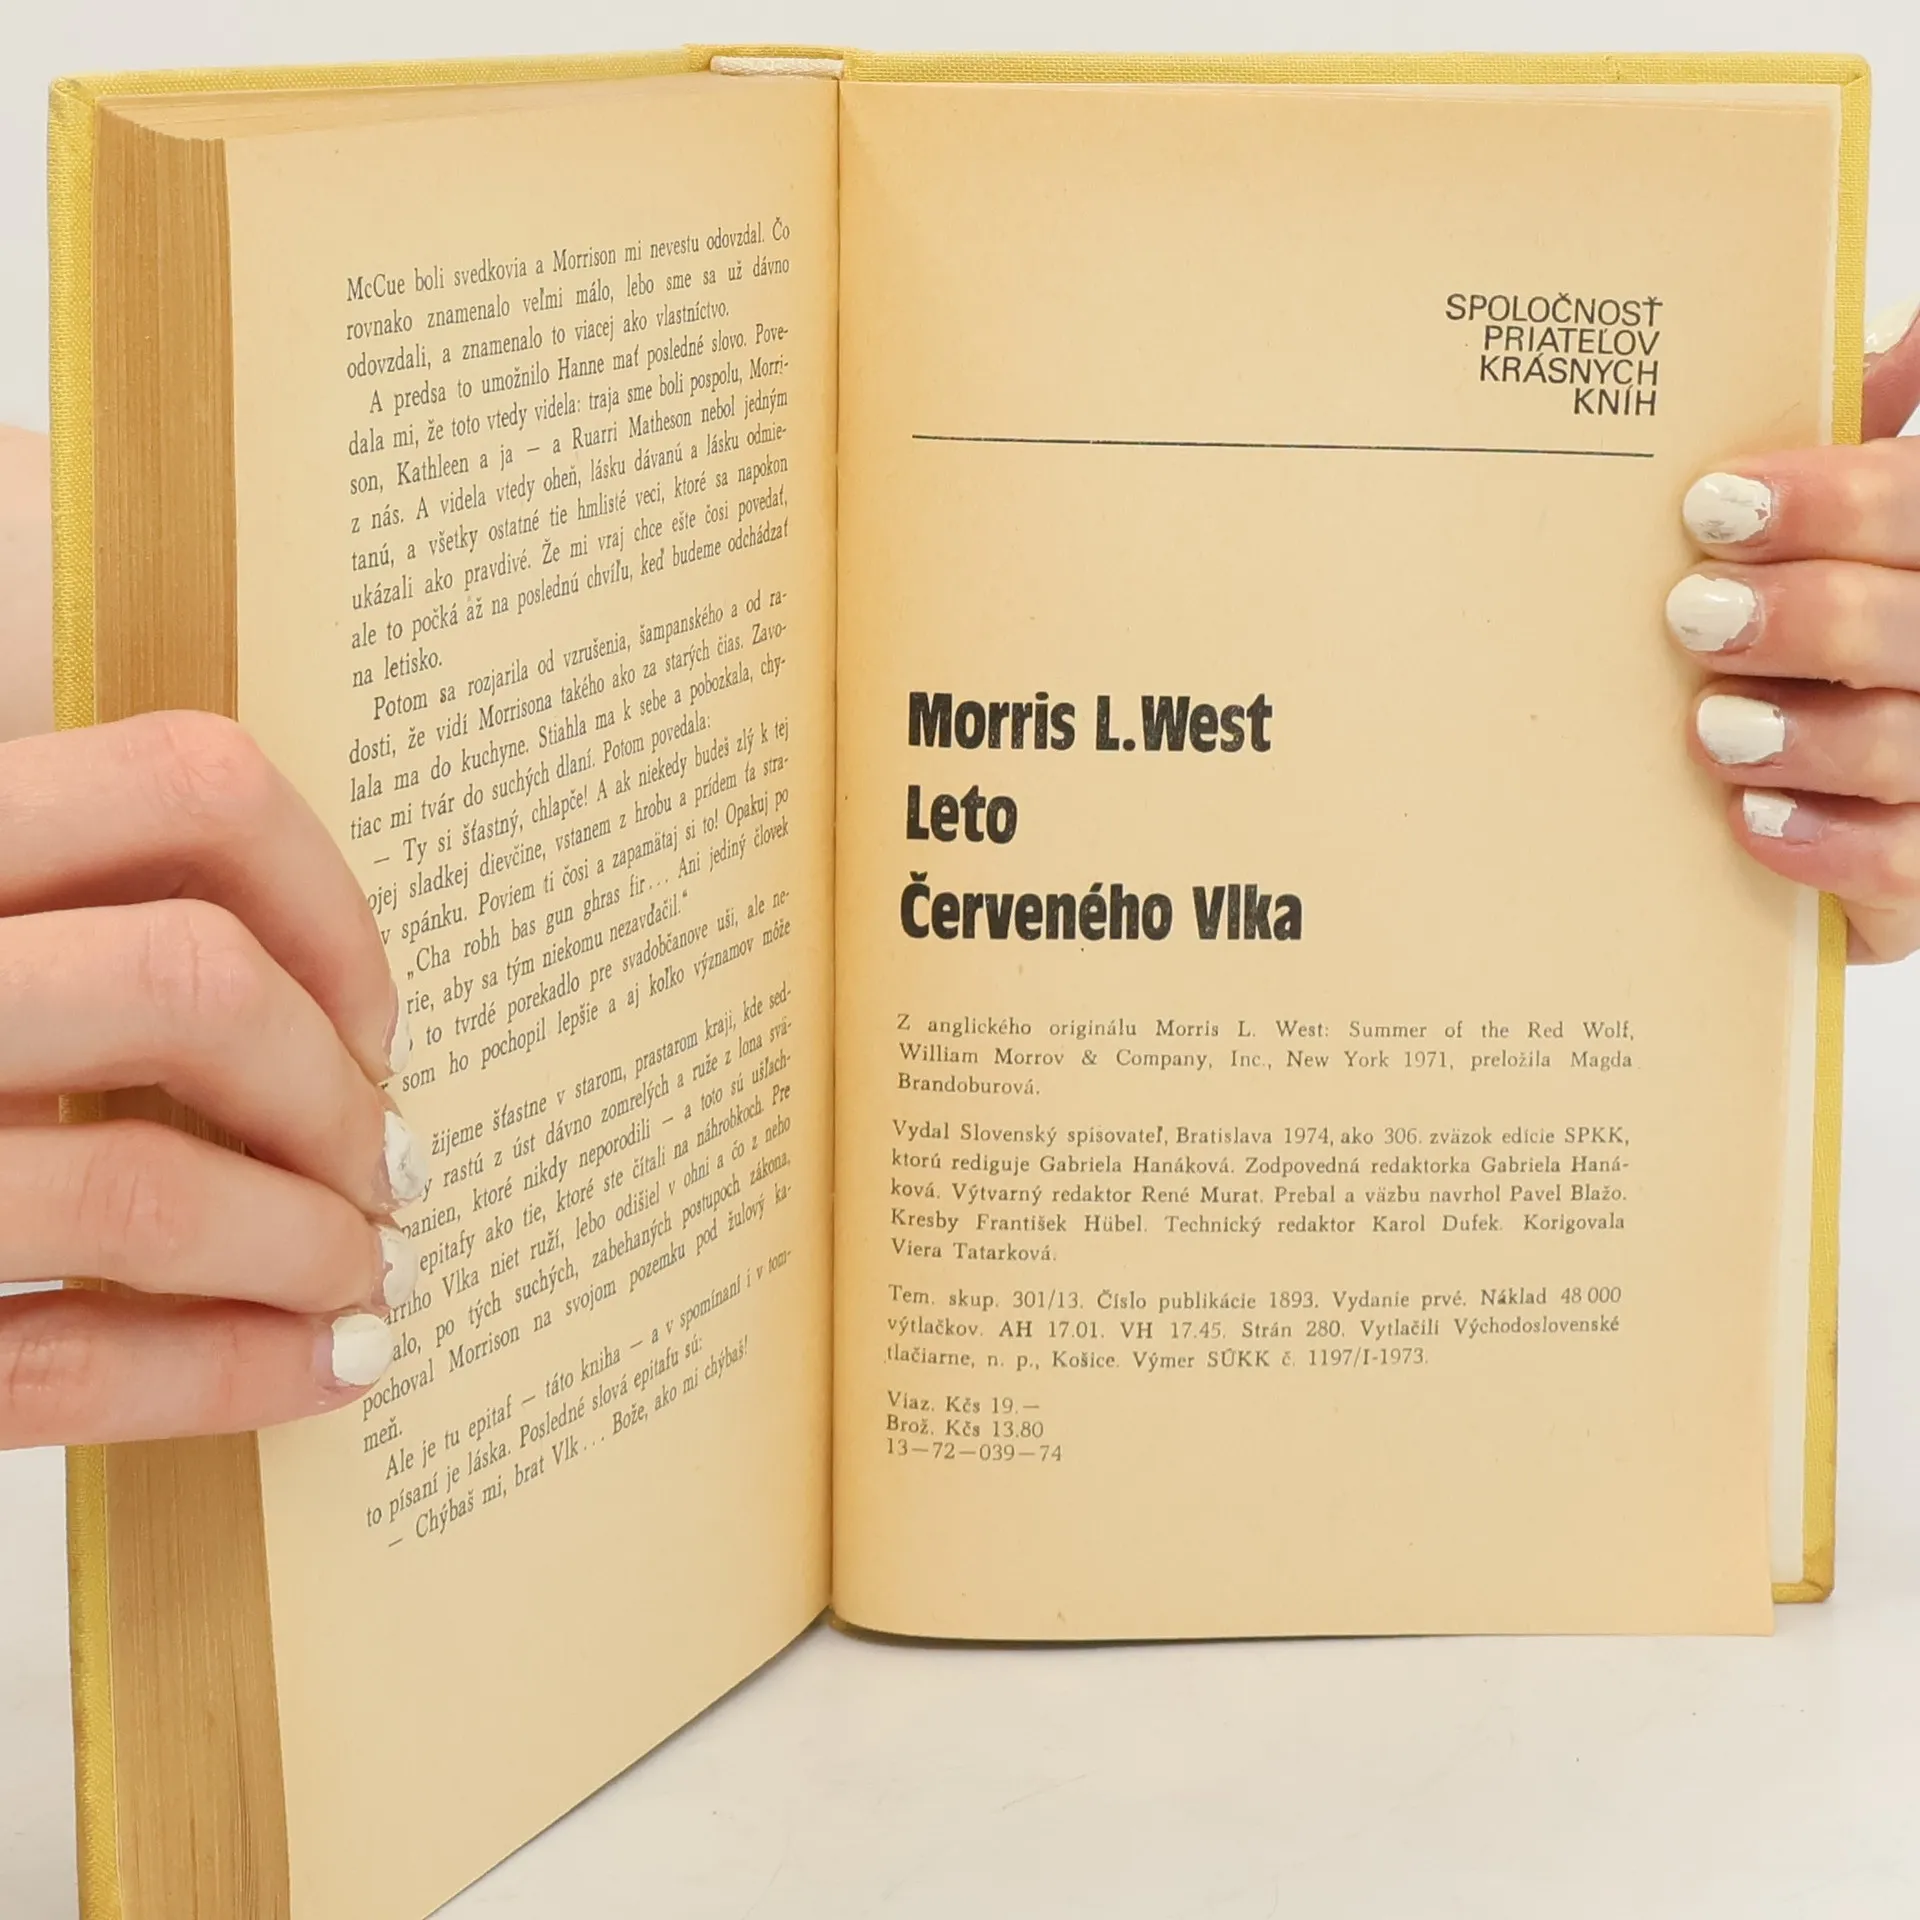 McCue boli svedkovia a Morrison mi nevestu odovzdal. Čo
rovnako znamenalo veľmi málo, lebo sme sa už dávno
odovzdali, a znamenalo to viacej ako vlastníctvo.
A predsa to umožnilo Hanne mať posledné slovo. Pove-
dala mi, že toto vtedy videla: traja sme boli pospolu, Morri-
son, Kathleen a ja — a Ruarri Matheson nebol jedným
z nás. A videla vtedy oheň, lásku dávanú a lásku odmie-
tanú, a všetky ostatné tie hmlisté veci, ktoré sa napokon
ukázali ako pravdivé. Že mi vraj chce ešte čosi povedať,
ale to počká až na poslednú chvíľu, keď budeme odchádzať
na letisko.
Potom sa rozjarila od vzrušenia, šampanského a od ra-
dosti, že vidí Morrisona takého ako za starých čias. Zavo-
lala ma do kuchyne. Stiahla ma k sebe a pobozkala, chy-
tiac mi tvár do suchých dlaní. Potom povedala:
— Ty si šťastný, chlapče! A ak niekedy budeš zlý k tej
ojej sladkej dievčine, vstanem z hrobu a prídem ťa stra-
v spánku. Poviem ti čosi a zapamätaj si to! Opakuj po
„Cha robh bas gun ghras fir... Ani jediný človek
rie, aby sa tým niekomu nezavďačil."
to tvrdé porekadlo pre svadobčanove uši, ale ne-
som ho pochopil lepšie a aj koľko významov môže
žijeme šťastne v starom, prastarom kraji, kde sed-
y rastú z úst dávno zomrelých a ruže z lona svä-
panien, ktoré nikdy neporodili — a toto sú ušľach-
epitafy ako tie, ktoré ste čítali na náhrobkoch. Pre
arriho Vlka niet ruží, lebo odišiel v ohni a čo z neho
alo, po tých suchých, zabehaných postupoch zákona,
pochoval Morrison na svojom pozemku pod žulový ka-
meň.
Ale je tu epitaf — táto kniha — a v spomínaní i v tom-
to písaní je láska. Posledné slová epitafu sú:
— Chýbaš mi, brat Vlk... Bože, ako mi chýbaš!
SPOLOČNOSŤ
PRIATEĽOV
KRÁSNYCH
KNÍH
Morris L. West
Leto
Červeného Vlka
Z anglického originálu Morris L. West: Summer of the Red Wolf,
William Morrov & Company, Inc., New York 1971, preložila Magda
Brandoburová.
Vydal Slovenský spisovateľ, Bratislava 1974, ako 306. zväzok edície SPKK,
ktorú rediguje Gabriela Hanáková. Zodpovedná redaktorka Gabriela Haná-
ková. Výtvarný redaktor René Murat. Prebal a väzbu navrhol Pavel Blažo.
Kresby František Hübel. Technický redaktor Karol Dufek. Korigovala
Viera Tatarková.
Tem. skup. 301/13. Číslo publikácie 1893. Vydanie prvé. Náklad 48 000
výtlačkov. AH 17.01. VH 17.45. Strán 280. Vytlačili Východoslovenské
tlačiarne, n. p., Košice. Výmer SÚKK č. 1197/I-1973.
Viaz. Kčs 19.—
Brož. Kčs 13.80
13—72—039—74